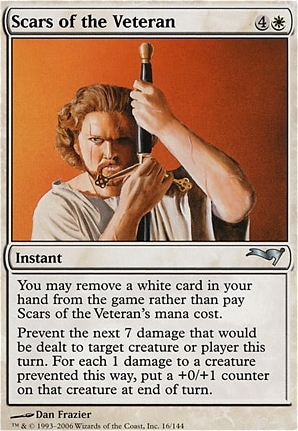 Scars of the Veteran 4
Instant
You may remove a white card in your
hand from the game rather than pay
Scars of the Veteran's mana cost.
Prevent the next 7 damage that would
be dealt to target creature or player this
turn. For each 1 damage to a creature
prevented this way, put a +0/+1 counter
on that creature at end of turn.
Dan Frazier
™ & © 1993–2006 Wizards of the Coast, Inc. 16/144